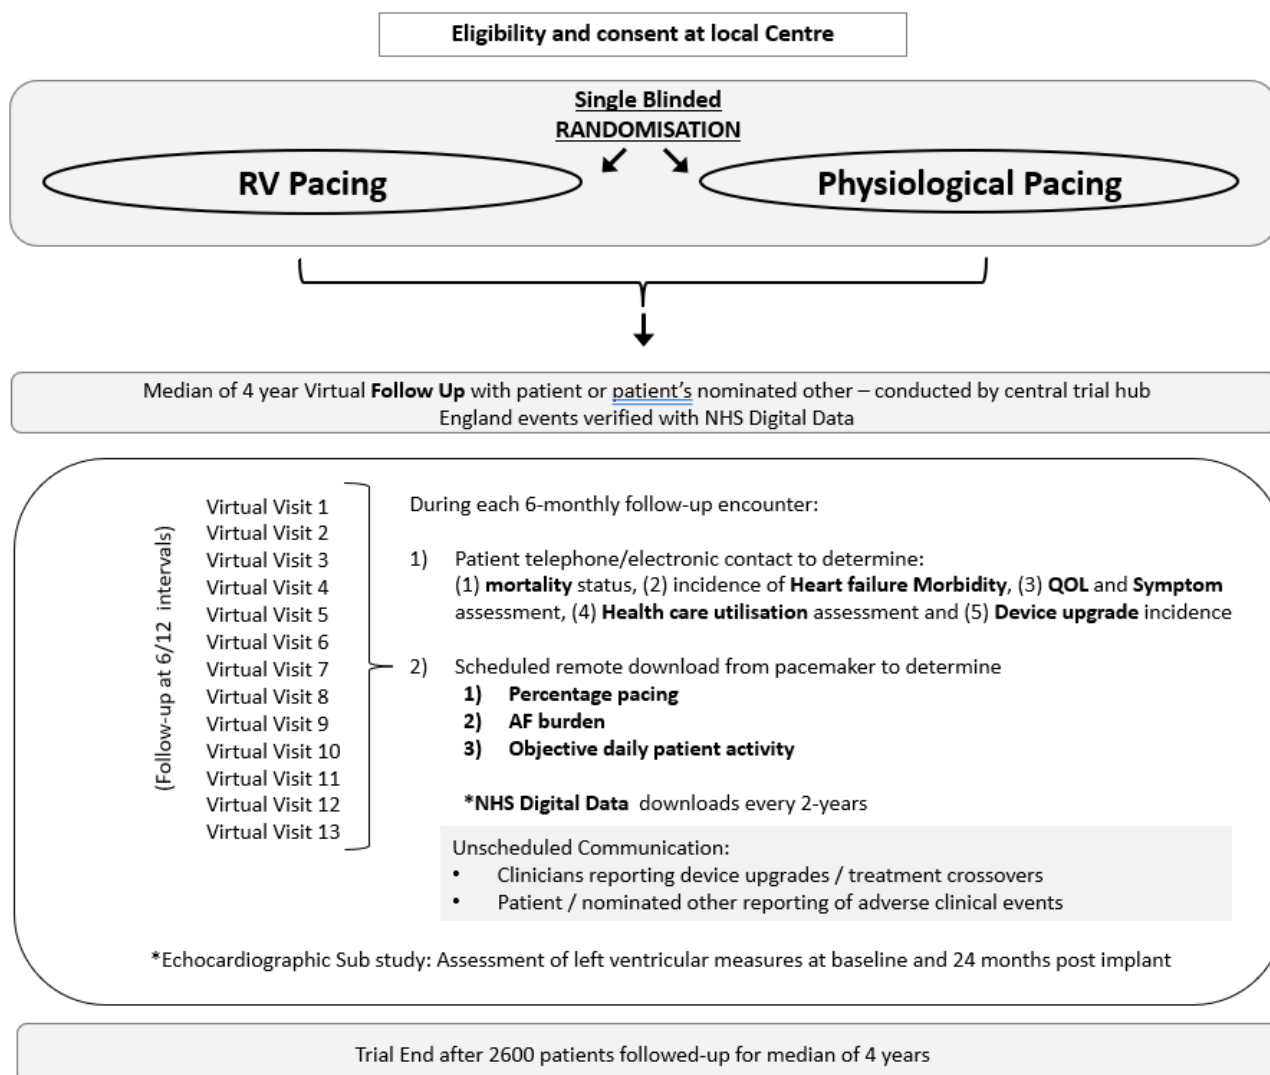 Eligibility and consent at local Centre
Single Blinded
RANDOMISATION
RV Pacing
Physiological Pacing
Median of 4 year Virtual Follow Up with patient or patient's nominated other – conducted by central trial hub
England events verified with NHS Digital Data
(Follow-up at 6/12 intervals)
Virtual Visit 1
Virtual Visit 2
Virtual Visit 3
Virtual Visit 4
Virtual Visit 5
Virtual Visit 6
Virtual Visit 7
Virtual Visit 8
Virtual Visit 9
Virtual Visit 10
Virtual Visit 11
Virtual Visit 12
Virtual Visit 13
During each 6-monthly follow-up encounter:
1) Patient telephone/electronic contact to determine:
(1) mortality status, (2) incidence of Heart failure Morbidity, (3) QOL and Symptom
assessment, (4) Health care utilisation assessment and (5) Device upgrade incidence
2) Scheduled remote download from pacemaker to determine
1) Percentage pacing
2) AF burden
3) Objective daily patient activity
*NHS Digital Data downloads every 2-years
Unscheduled Communication:
• Clinicians reporting device upgrades / treatment crossovers
• Patient / nominated other reporting of adverse clinical events
*Echocardiographic Sub study: Assessment of left ventricular measures at baseline and 24 months post implant
Trial End after 2600 patients followed-up for median of 4 years